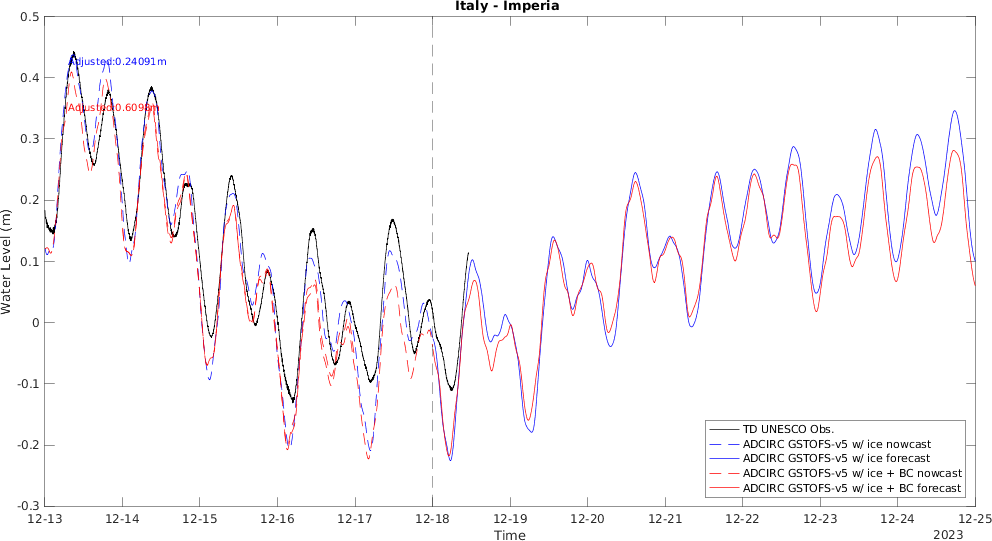 Italy - Imperia
Water Level (m)
0.5
0.4
0.3
0.2
0.1
0
-0.1
-0.2
-0.3
Adjusted:0.24091m
TD UNESCO Obs.
ADCIRC GSTOFS-v5 w/ ice nowcast
ADCIRC GSTOFS-v5 w/ ice forecast
ADCIRC GSTOFS-v5 w/ ice + BC nowcast
ADCIRC GSTOFS-v5 w/ ice + BC forecast
12-13 12-14 12-15 12-16 12-17 12-18 12-19 12-20 12-21 12-22 12-23 12-24 12-25
Time
2023